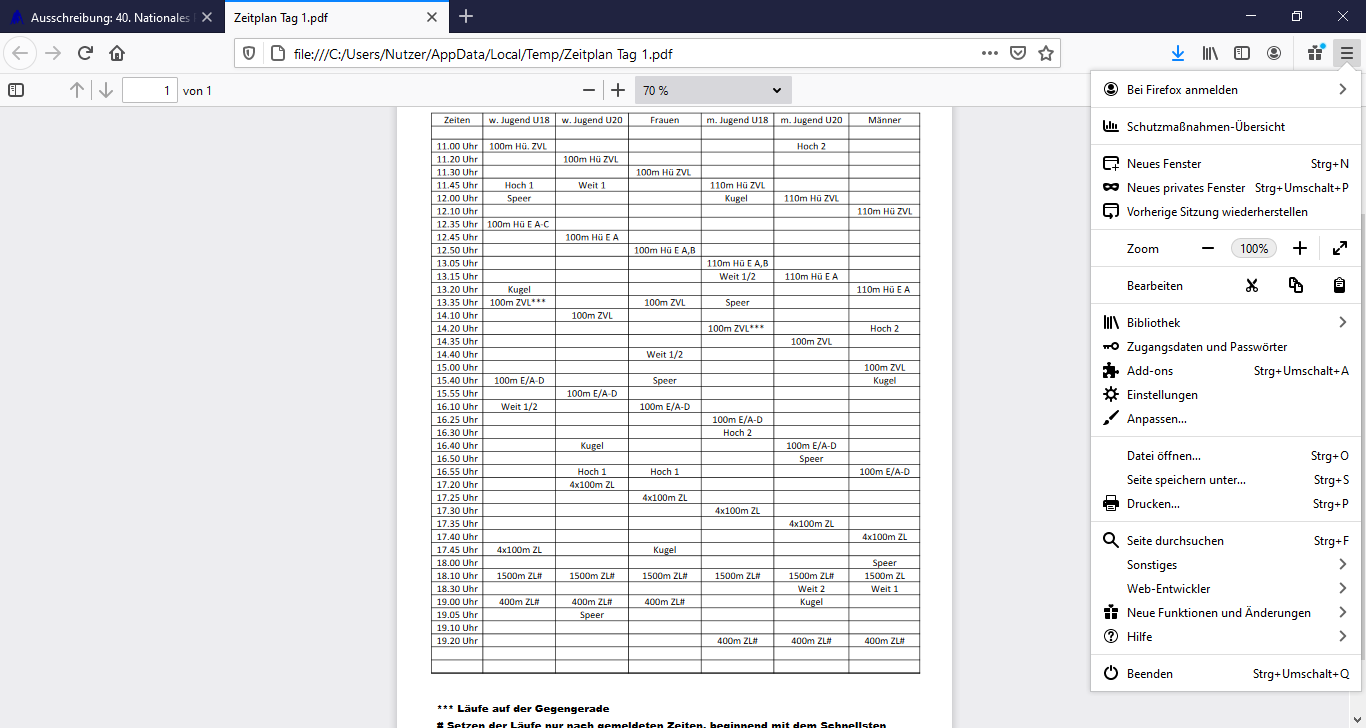 Ausschreibung: 40. Nationales
Zeitplan Tag 1.pdf
file:///C:/Users/Nutzer/AppData/Local/Temp/Zeitplan Tag 1.pdf
1 von 1
70 %
Zeiten w. Jugend U18 w. Jugend U20 Frauen m. Jugend U18 m. Jugend U20 Männer
11.00 Uhr 100m Hü. ZVL Hoch 2
11.20 Uhr 100m Hü ZVL
11.30 Uhr 100m Hü ZVL
11.45 Uhr Hoch 1 Weit 1 110m Hü ZVL
12.00 Uhr Speer Kugel 110m Hü ZVL
12.10 Uhr 110m Hü ZVL
12.35 Uhr 100m Hü E A-C
12.45 Uhr 100m Hü E A
12.50 Uhr 100m Hü E A,B
13.05 Uhr 110m Hü E A,B
13.15 Uhr Weit 1/2 110m Hü E A
13.20 Uhr Kugel 110m Hü E A
13.35 Uhr 100m ZVL*** 100m ZVL Speer
14.10 Uhr 100m ZVL
14.20 Uhr 100m ZVL*** Hoch 2
14.35 Uhr 100m ZVL
14.40 Uhr Weit 1/2
15.00 Uhr 100m ZVL
15.40 Uhr 100m E/A-D Speer Kugel
15.55 Uhr 100m E/A-D
16.10 Uhr Weit 1/2 100m E/A-D
16.25 Uhr 100m E/A-D
16.30 Uhr Hoch 2
16.40 Uhr Kugel 100m E/A-D
16.50 Uhr Speer
16.55 Uhr Hoch 1 Hoch 1 100m E/A-D
17.20 Uhr 4x100m ZL
17.25 Uhr 4x100m ZL
17.30 Uhr 4x100m ZL
17.35 Uhr 4x100m ZL
17.40 Uhr 4x100m ZL
17.45 Uhr 4x100m ZL Kugel
18.00 Uhr Speer
18.10 Uhr 1500m ZL# 1500m ZL# 1500m ZL# 1500m ZL# 1500m ZL# 1500m ZL
18.30 Uhr Weit 2 Weit 1
19.00 Uhr 400m ZL# 400m ZL# 400m ZL# Kugel
19.05 Uhr Speer
19.10 Uhr
19.20 Uhr 400m ZL# 400m ZL# 400m ZL#
*** Läufe auf der Gegengerade
# Setzen der Läufe nur nach gemeldeten Zeiten, beginnend mit dem Schnellsten
Bei Firefox anmelden
Schutzmaßnahmen-Übersicht
Neues Fenster Strg+N
Neues privates Fenster Strg+Umschalt+P
Vorherige Sitzung wiederherstellen
Zoom 100%
Bearbeiten
Bibliothek
Zugangsdaten und Passwörter
Add-ons Strg+Umschalt+A
Einstellungen
Anpassen...
Datei öffnen... Strg+O
Seite speichern unter... Strg+S
Drucken... Strg+P
Seite durchsuchen Strg+F
Sonstiges
Web-Entwickler
Neue Funktionen und Änderungen
Hilfe
Beenden Strg+Umschalt+Q